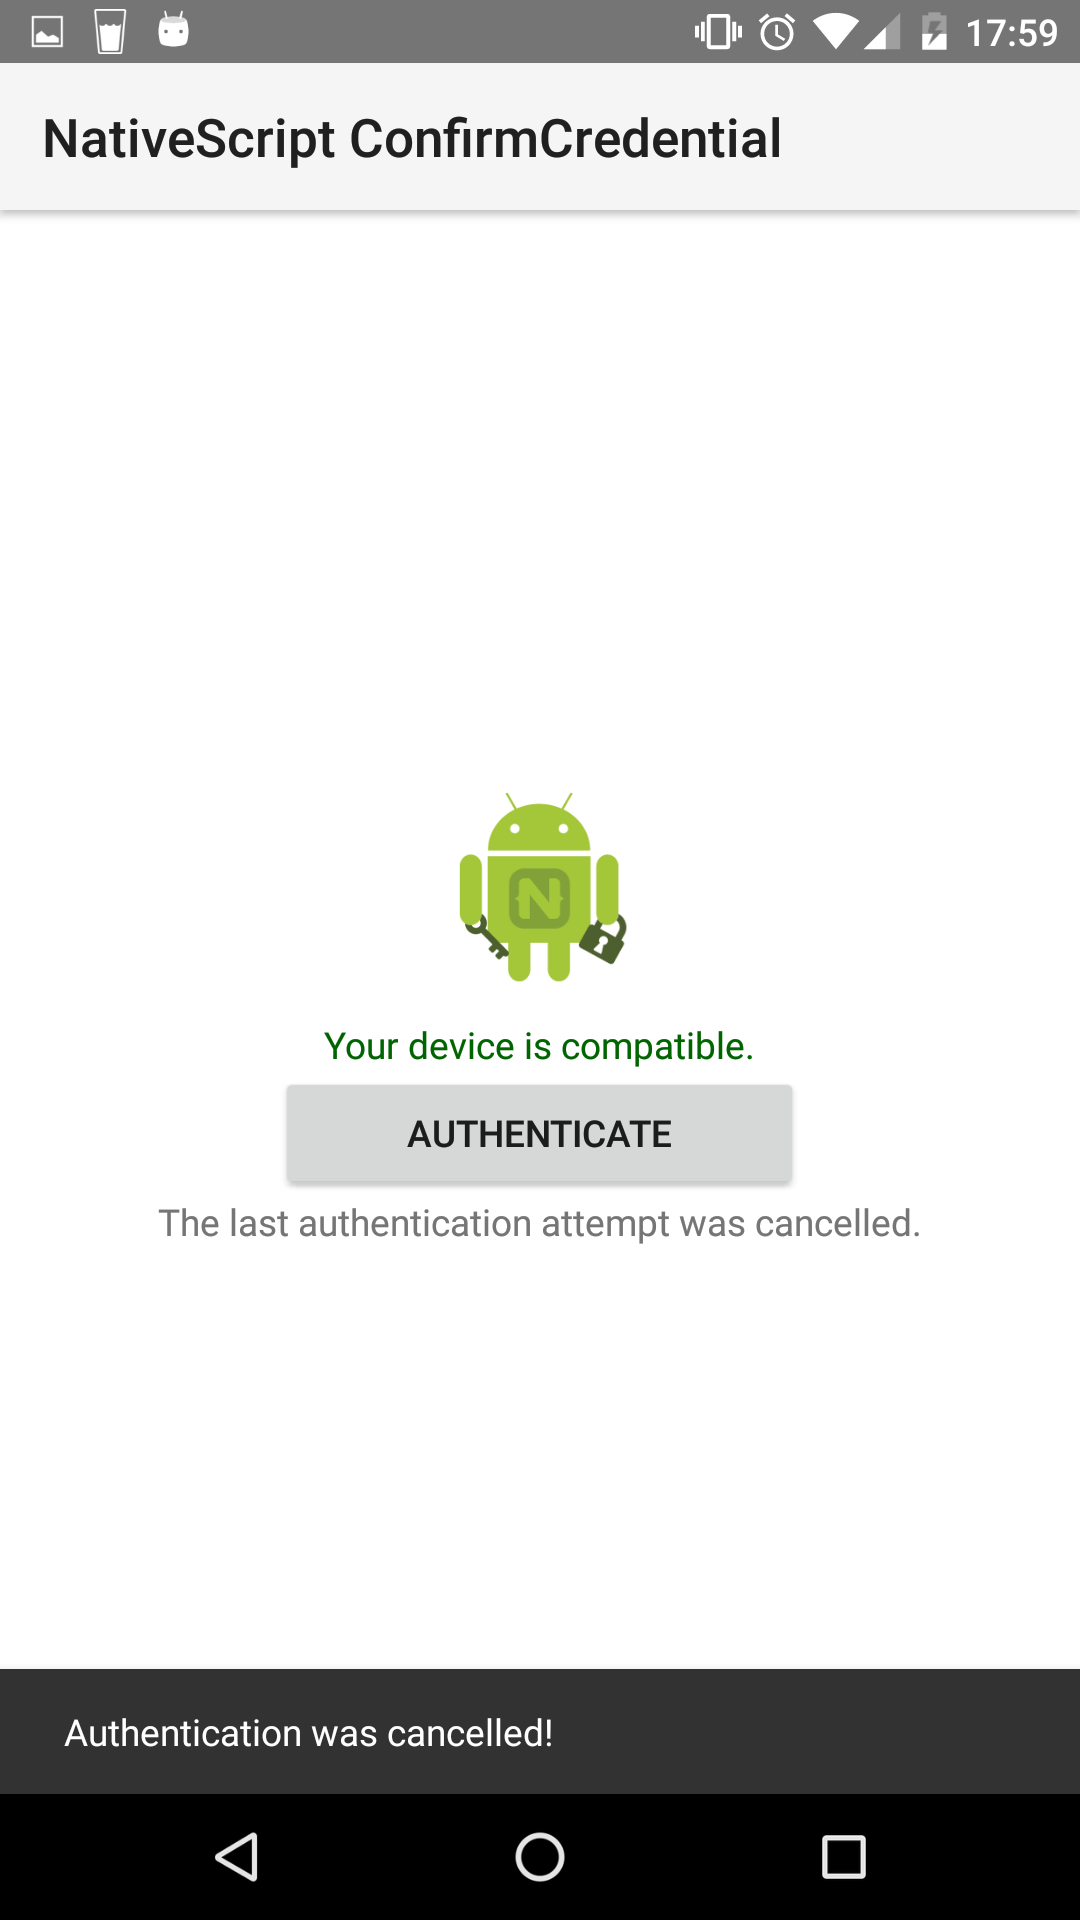 17:59
NativeScript ConfirmCredential
N
Your device is compatible.
AUTHENTICATE
The last authentication attempt was cancelled.
Authentication was cancelled!